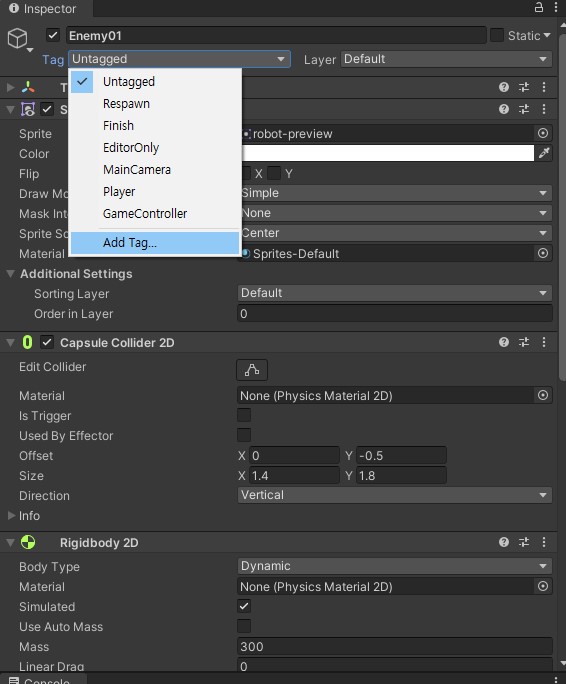 Inspector
Enemy01
Static
Tag Untagged
Layer Default
Untagged
Respawn
Finish
EditorOnly
MainCamera
Player
GameController
Add Tag...
T
S
Sprite robot-preview
Color
Flip X Y
Draw Mo Simple
Mask Int None
Sprite So Center
Material Sprites-Default
Additional Settings
Sorting Layer Default
Order in Layer 0
Capsule Collider 2D
Edit Collider
Material None (Physics Material 2D)
Is Trigger
Used By Effector
Offset X 0 Y -0.5
Size X 1.4 Y 1.8
Direction Vertical
Info
Rigidbody 2D
Body Type Dynamic
Material None (Physics Material 2D)
Simulated
Use Auto Mass
Mass 300
Linear Drag 0
Console